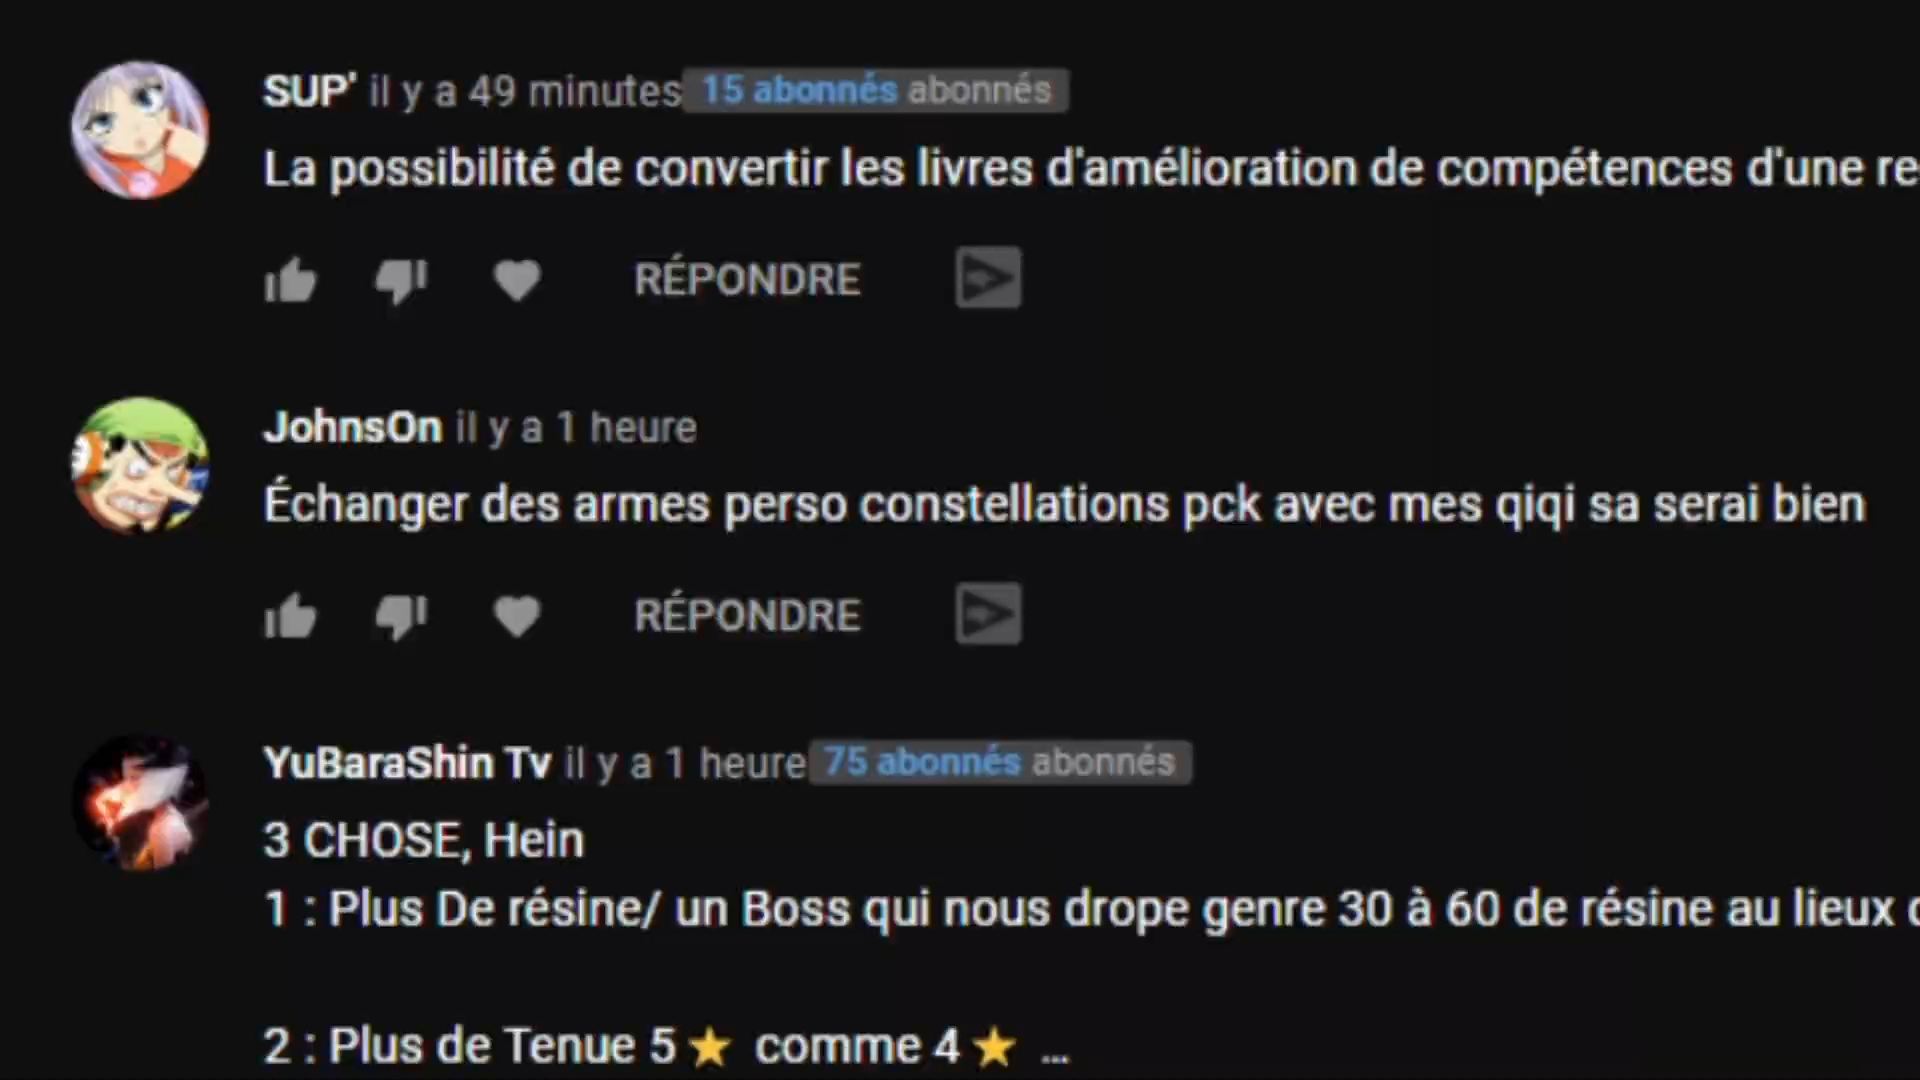 SUP' il y a 49 minutes 15 abonnés abonnés
La possibilité de convertir les livres d'amélioration de compétences d'une re
RÉPONDRE
JohnsOn il y a 1 heure
Échanger des armes perso constellations pck avec mes qiqi sa serai bien
RÉPONDRE
YuBaraShin Tv il y a 1 heure 75 abonnés abonnés
3 CHOSE, Hein
1 : Plus De résine/ un Boss qui nous drope genre 30 à 60 de résine au lieux
2 : Plus de Tenue 5⭐ comme 4⭐ ...